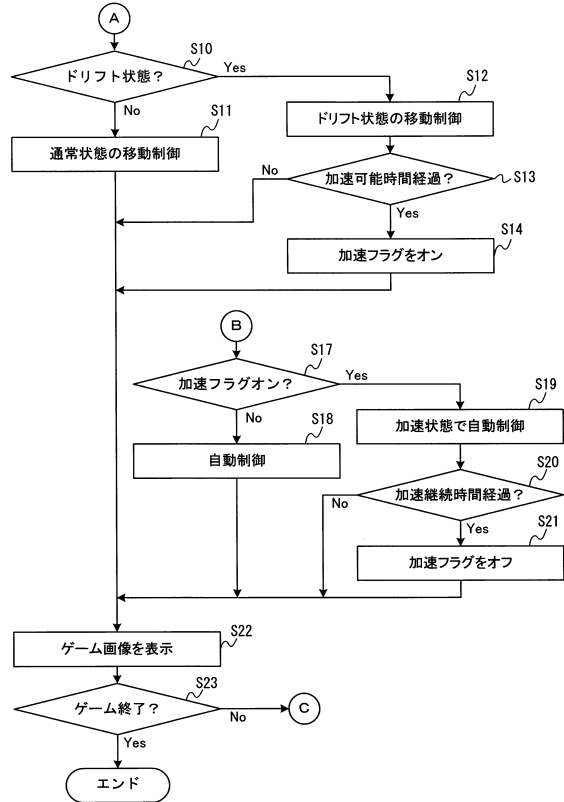 A
S10
ドリフト状態？
Yes
No
S11
通常状態の移動制御
S12
ドリフト状態の移動制御
S13
加速可能時間経過？
No
Yes
S14
加速フラグをオン
B
S17
加速フラグオン？
Yes
No
S18
自動制御
S19
加速状態で自動制御
S20
加速継続時間経過？
No
Yes
S21
加速フラグをオフ
S22
ゲーム画像を表示
S23
ゲーム終了？
No
C
Yes
エンド